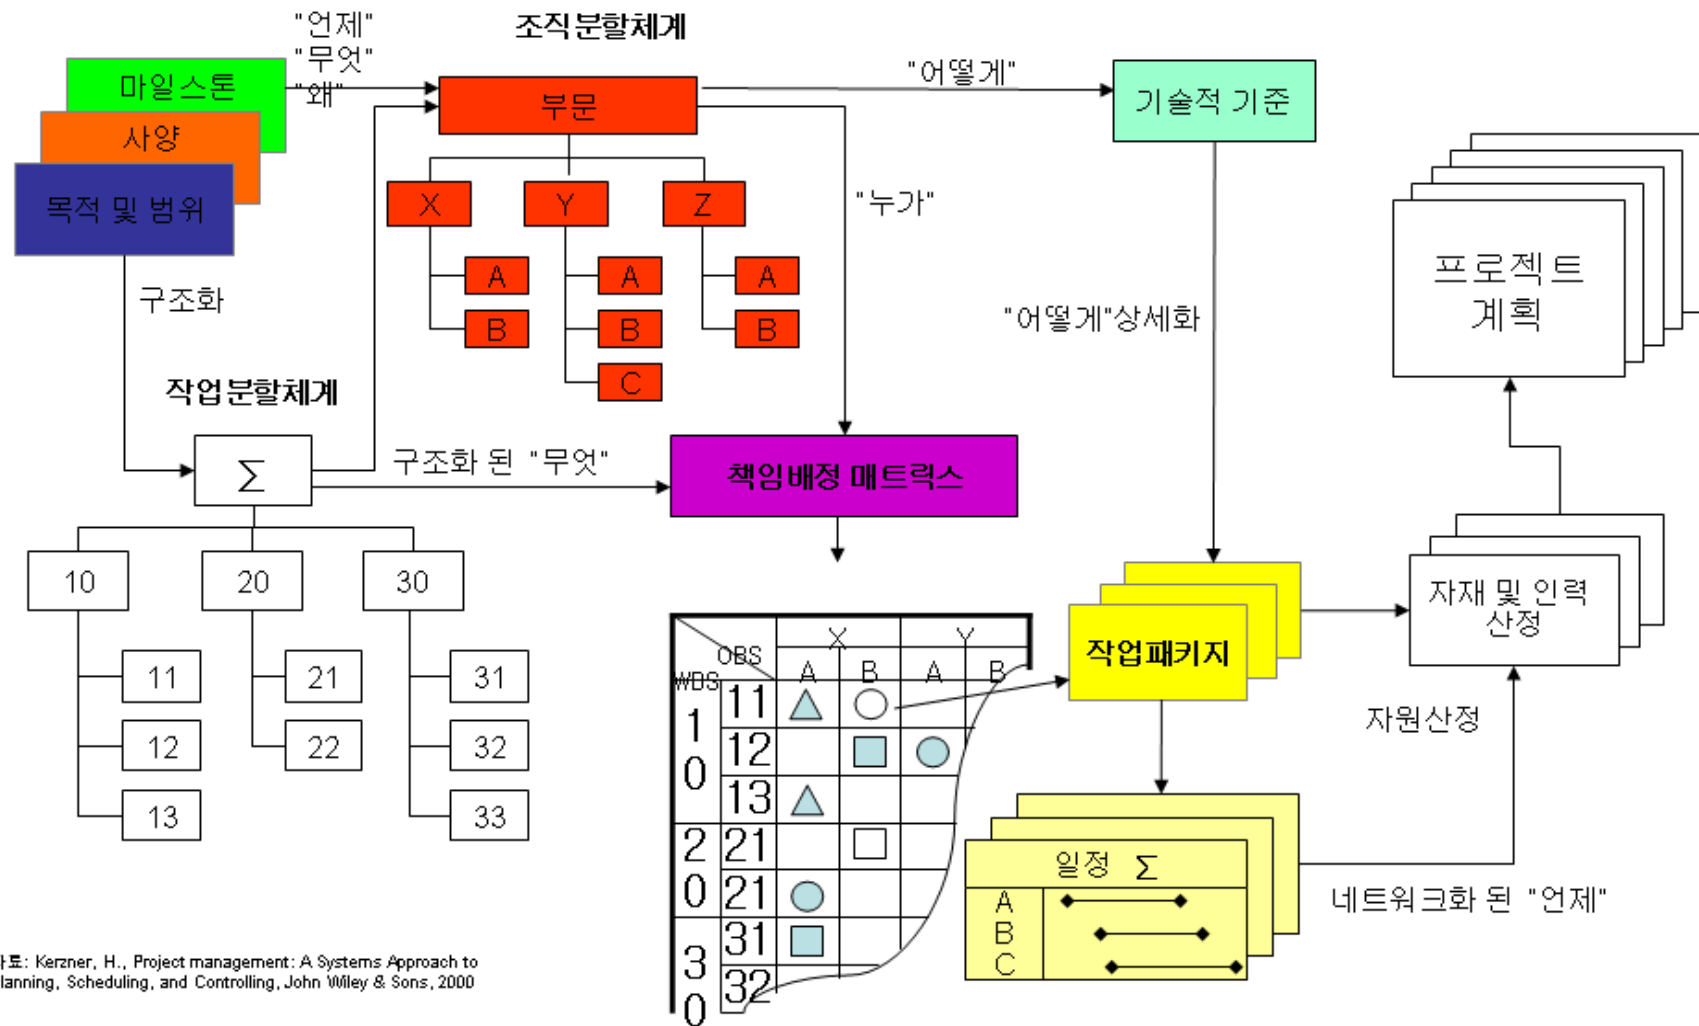 "언제"
"무엇"
"왜"
조직분할체계
마일스톤
사양
목적 및 범위
부문
"어떻게"
기술적 기준
X
Y
Z
A
B
A
B
C
A
B
"누가"
구조화
"어떻게"상세화
프로젝트
계획
작업분할체계
Σ
구조화 된 "무엇"
책임배정 매트릭스
10
20
30
11
12
13
21
22
31
32
33
OBS
WBS
X
Y
A
B
A
B
10
11
12
13
20
21
21
30
31
32
작업패키지
자재 및 인력
산정
자원산정
일정 Σ
A
B
C
네트워크화 된 "언제"
자료: Kerzner, H., Project management: A Systems Approach to
lanning, Scheduling, and Controlling, John Wiley & Sons, 2000